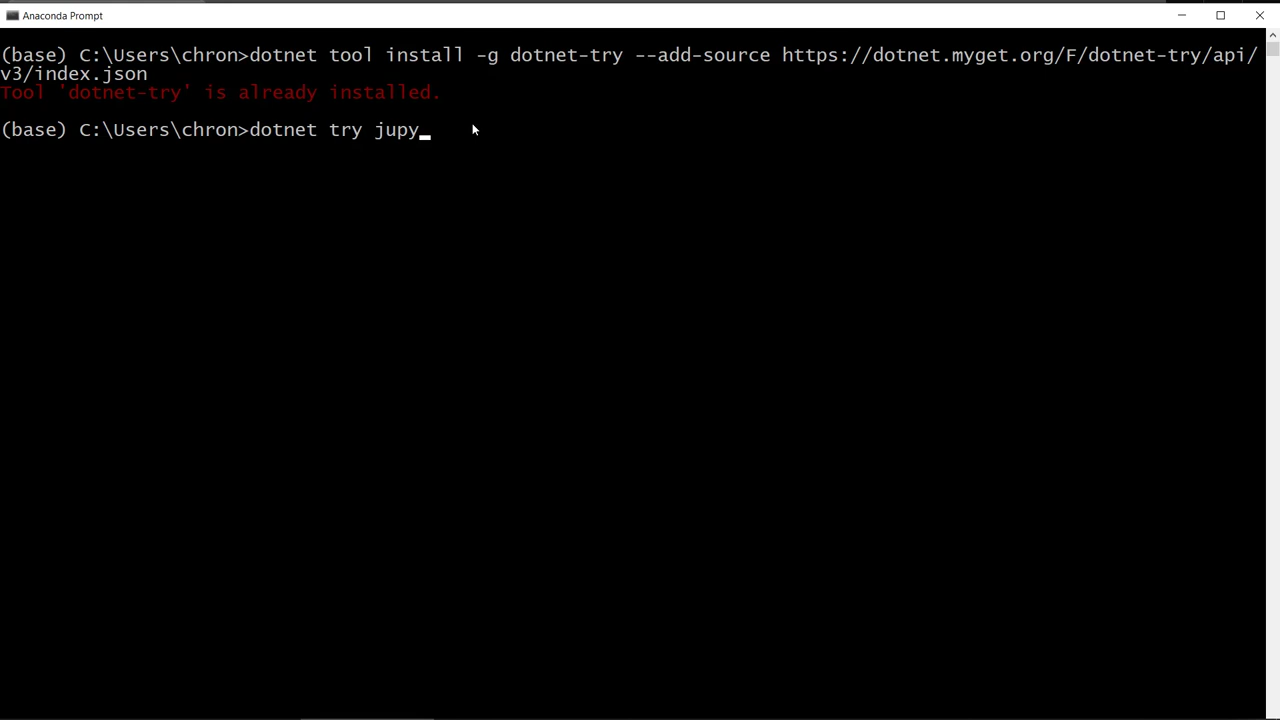 Anaconda Prompt
(base) C:\Users\chron>dotnet tool install -g dotnet-try --add-source https://dotnet.myget.org/F/dotnet-try/api/
v3/index.json
Tool 'dotnet-try' is already installed.
(base) C:\Users\chron>dotnet try jupy